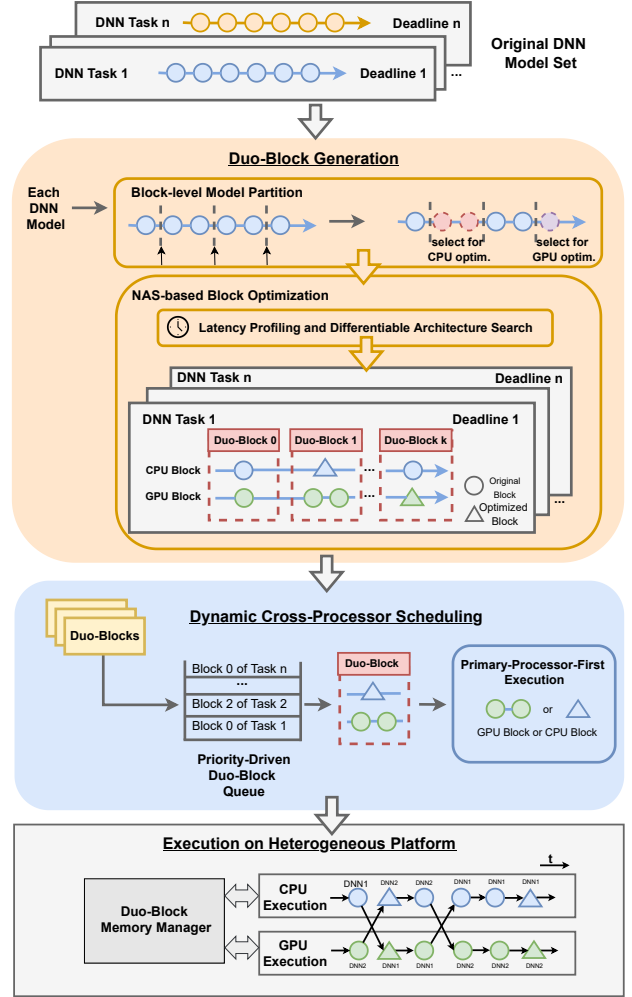 DNN Task n
Deadline n
DNN Task 1
Deadline 1
...
Original DNN
Model Set
Duo-Block Generation
Each
DNN
Model
Block-level Model Partition
select for
CPU optim.
select for
GPU optim.
NAS-based Block Optimization
Latency Profiling and Differentiable Architecture Search
DNN Task n
Deadline n
DNN Task 1
Deadline 1
Duo-Block 0
Duo-Block 1
Duo-Block k
CPU Block
...
GPU Block
...
Original
Block
Optimized
Block
...
Dynamic Cross-Processor Scheduling
Duo-Blocks
Block 0 of Task n
...
Block 2 of Task 2
Block 0 of Task 1
Priority-Driven
Duo-Block
Queue
Duo-Block
Primary-Processor-First
Execution
or
GPU Block or CPU Block
Execution on Heterogeneous Platform
t
Duo-Block
Memory Manager
CPU
Execution
DNN1
DNN2
DNN2
DNN1
DNN1
DNN1
GPU
Execution
DNN2
DNN1
DNN1
DNN2
DNN2
DNN2